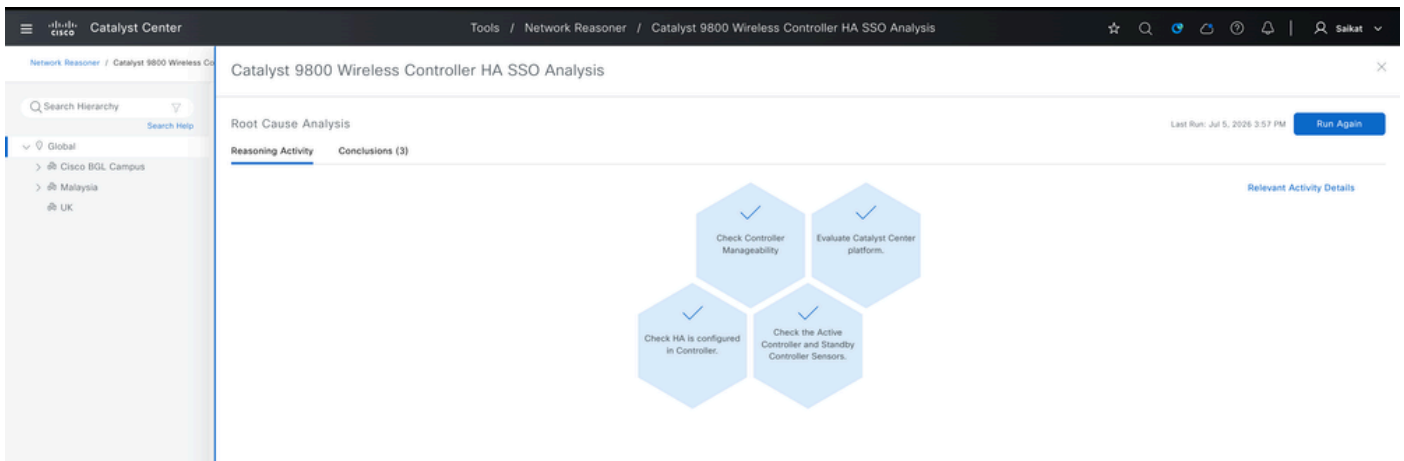 cisco Catalyst Center
Tools / Network Reasoner / Catalyst 9800 Wireless Controller HA SSO Analysis
Saikat
Network Reasoner / Catalyst 9800 Wireless Co
Catalyst 9800 Wireless Controller HA SSO Analysis
Search Hierarchy
Search Help
Global
Cisco BGL Campus
Malaysia
UK
Root Cause Analysis
Last Run: Jul 5, 2026 3:57 PM
Run Again
Reasoning Activity
Conclusions (3)
Relevant Activity Details
Check Controller
Manageability
Evaluate Catalyst Center
platform.
Check HA is configured
in Controller.
Check the Active
Controller and Standby
Controller Sensors.